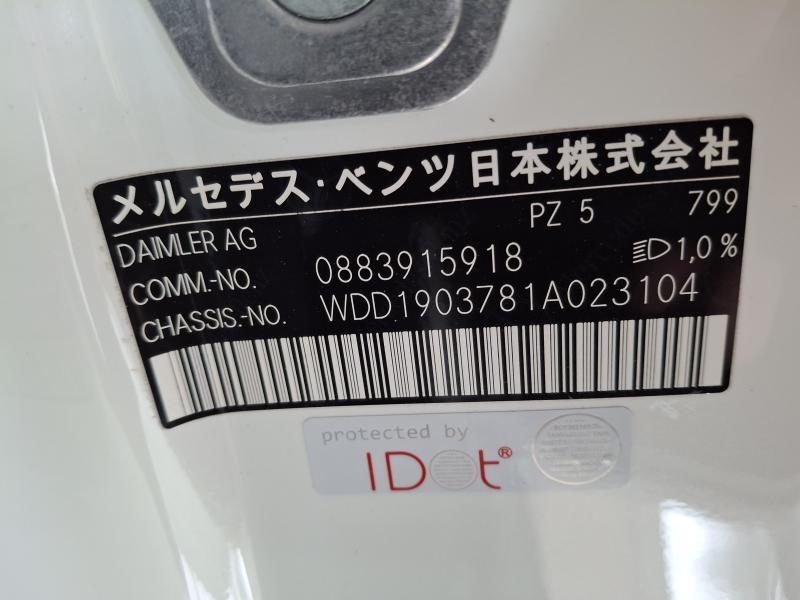 メルセデス・ベンツ日本株式会社
DAIMLER AG PZ 5 799
COMM.-NO. 0883915918 1,0 %
CHASSIS.-NO. WDD1903781A023104
protected by
IDot®